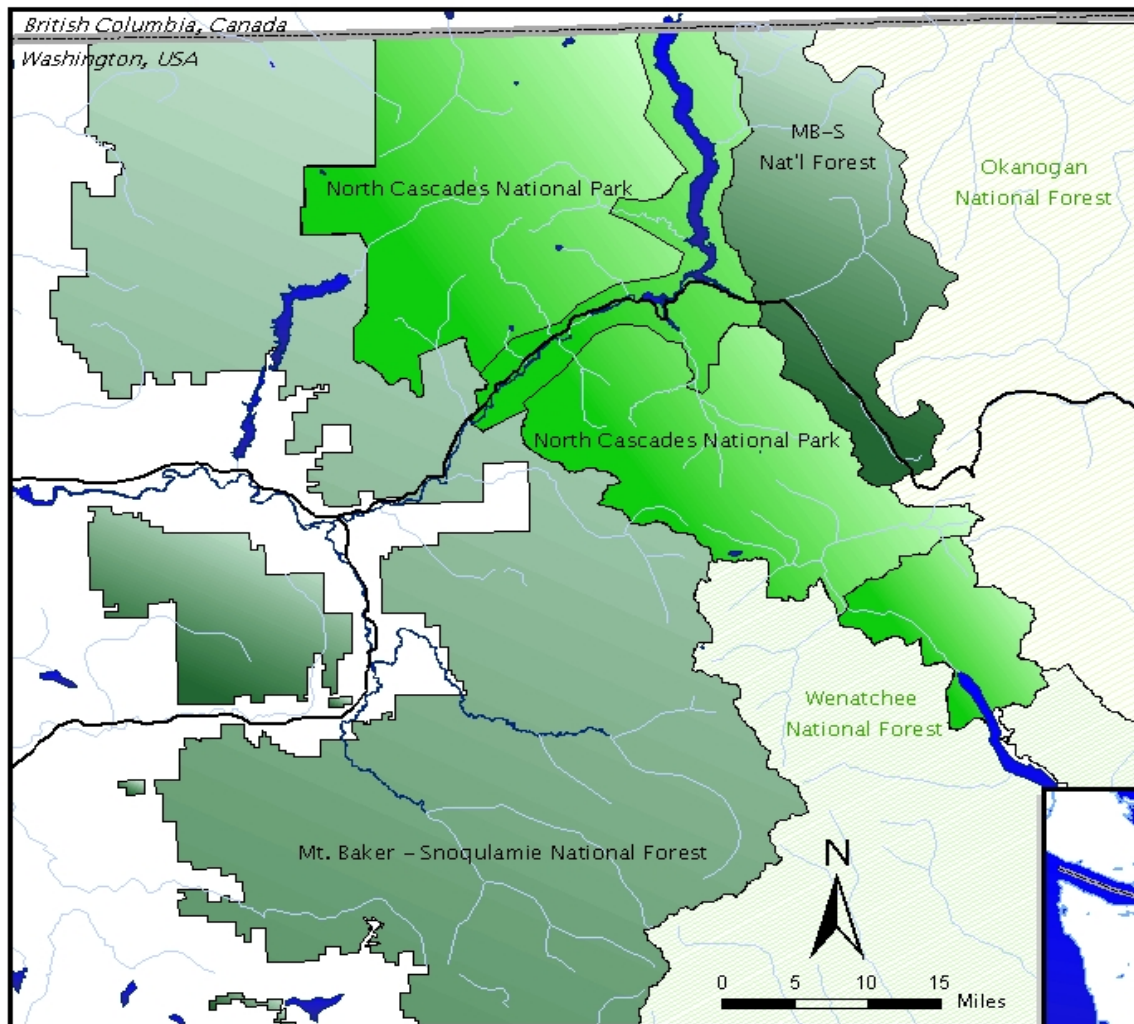 British Columbia, Canada
Washington, USA
MB-S
Nat'l Forest
Okanogan
National Forest
North Cascades National Park
North Cascades National Park
Wenatchee
National Forest
Mt. Baker - Snoqulamie National Forest
N
0 5 10 15
Miles